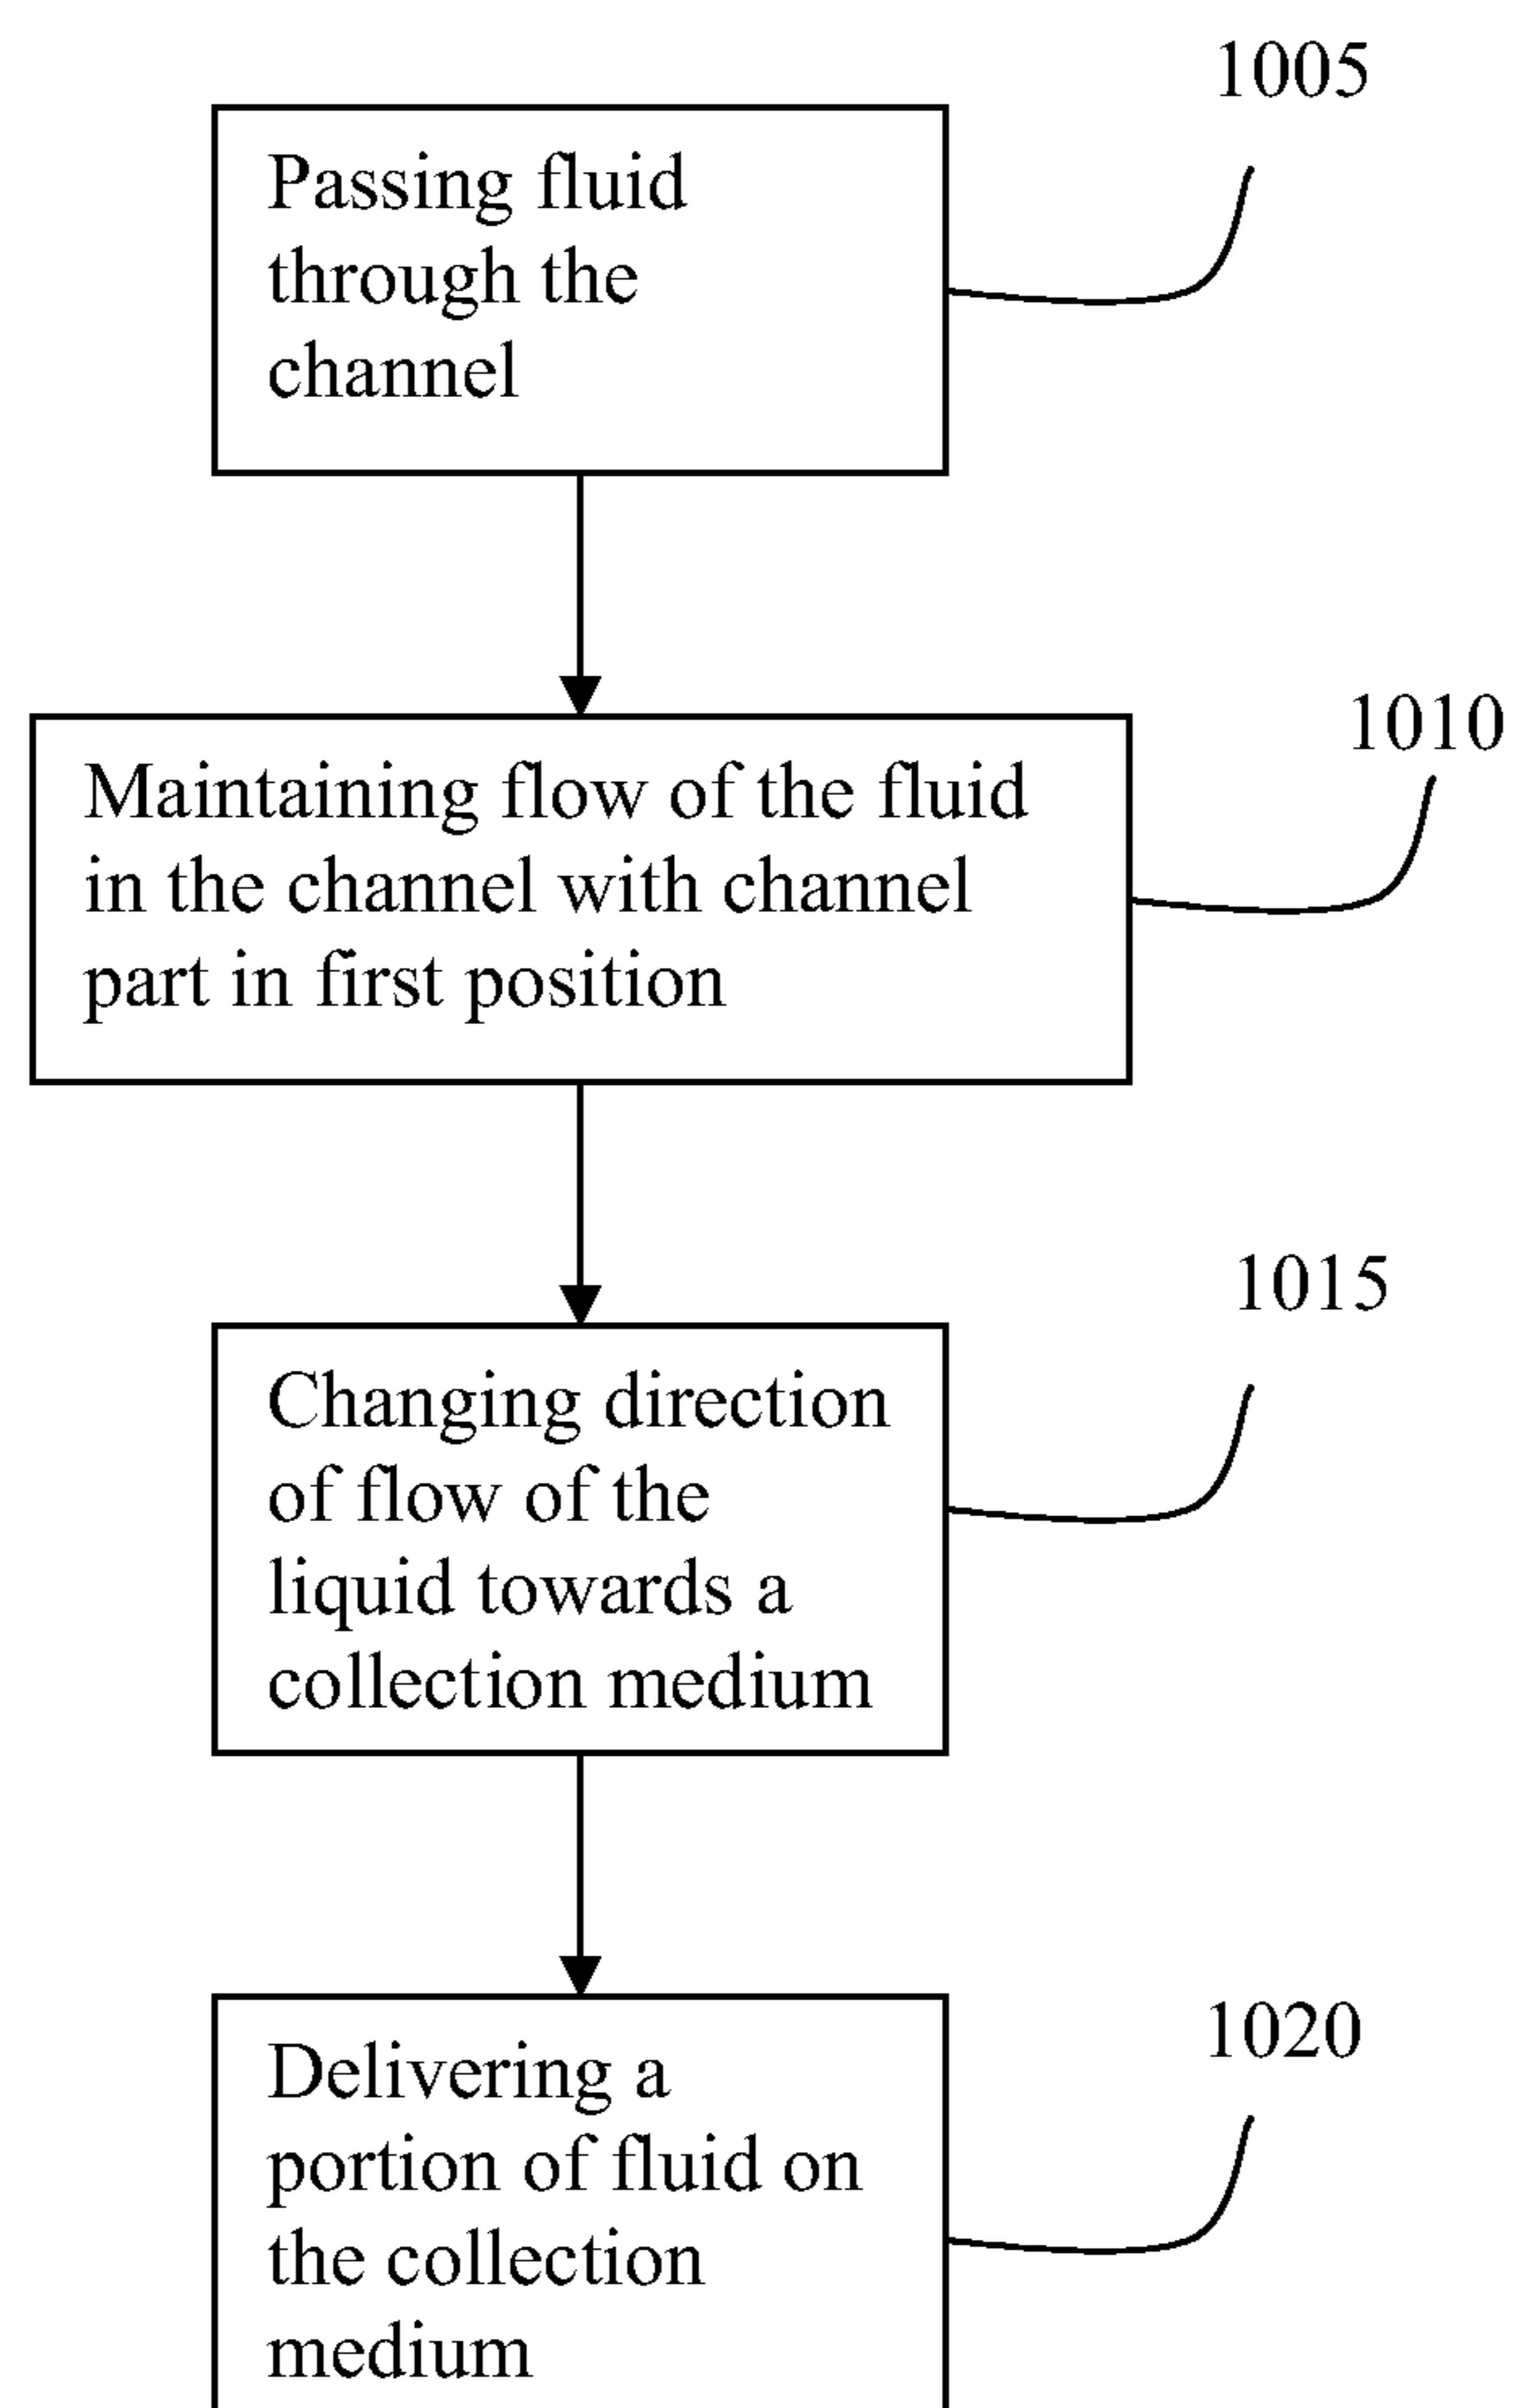 1005
Passing fluid
through the
channel
1010
Maintaining flow of the fluid
in the channel with channel
part in first position
1015
Changing direction
of flow of the
liquid towards a
collection medium
1020
Delivering a
portion of fluid on
the collection
medium